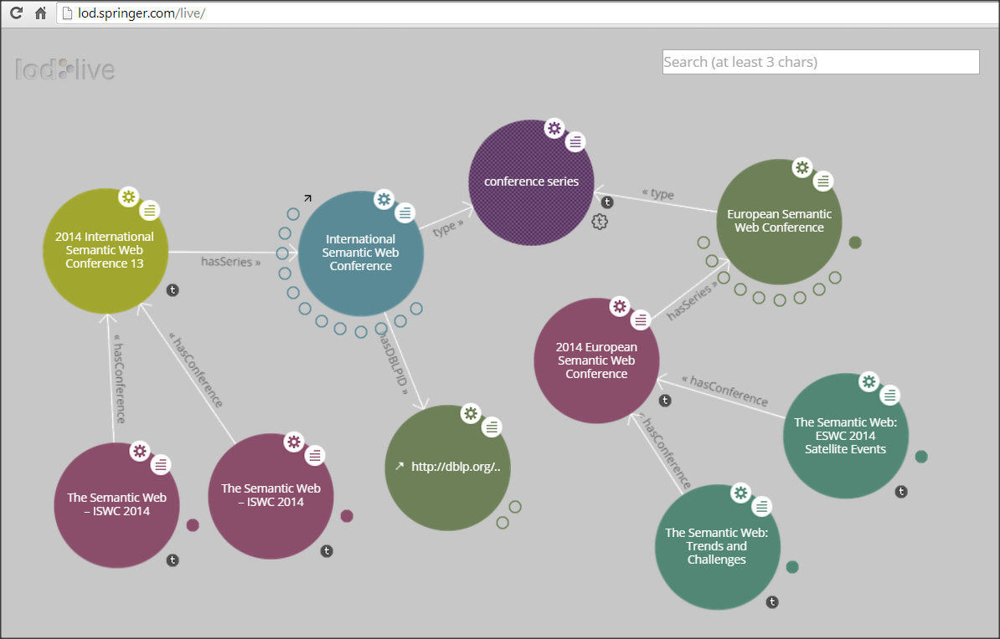 lod.springer.com/live/
lod live
Search (at least 3 chars)
conference series
t
t
« type
European Semantic
Web Conference
2014 International
Semantic Web
Conference 13
t
hasSeries »
International
Semantic Web
Conference
type »
hasSeries »
2014 European
Semantic Web
Conference
t
« hasConference
« hasConference
hasDBLPID »
« hasConference
The Semantic Web:
ESWC 2014
Satellite Events
t
« hasConference
http://dblp.org/..
The Semantic Web
– ISWC 2014
t
The Semantic Web
– ISWC 2014
t
The Semantic Web:
Trends and
Challenges
t